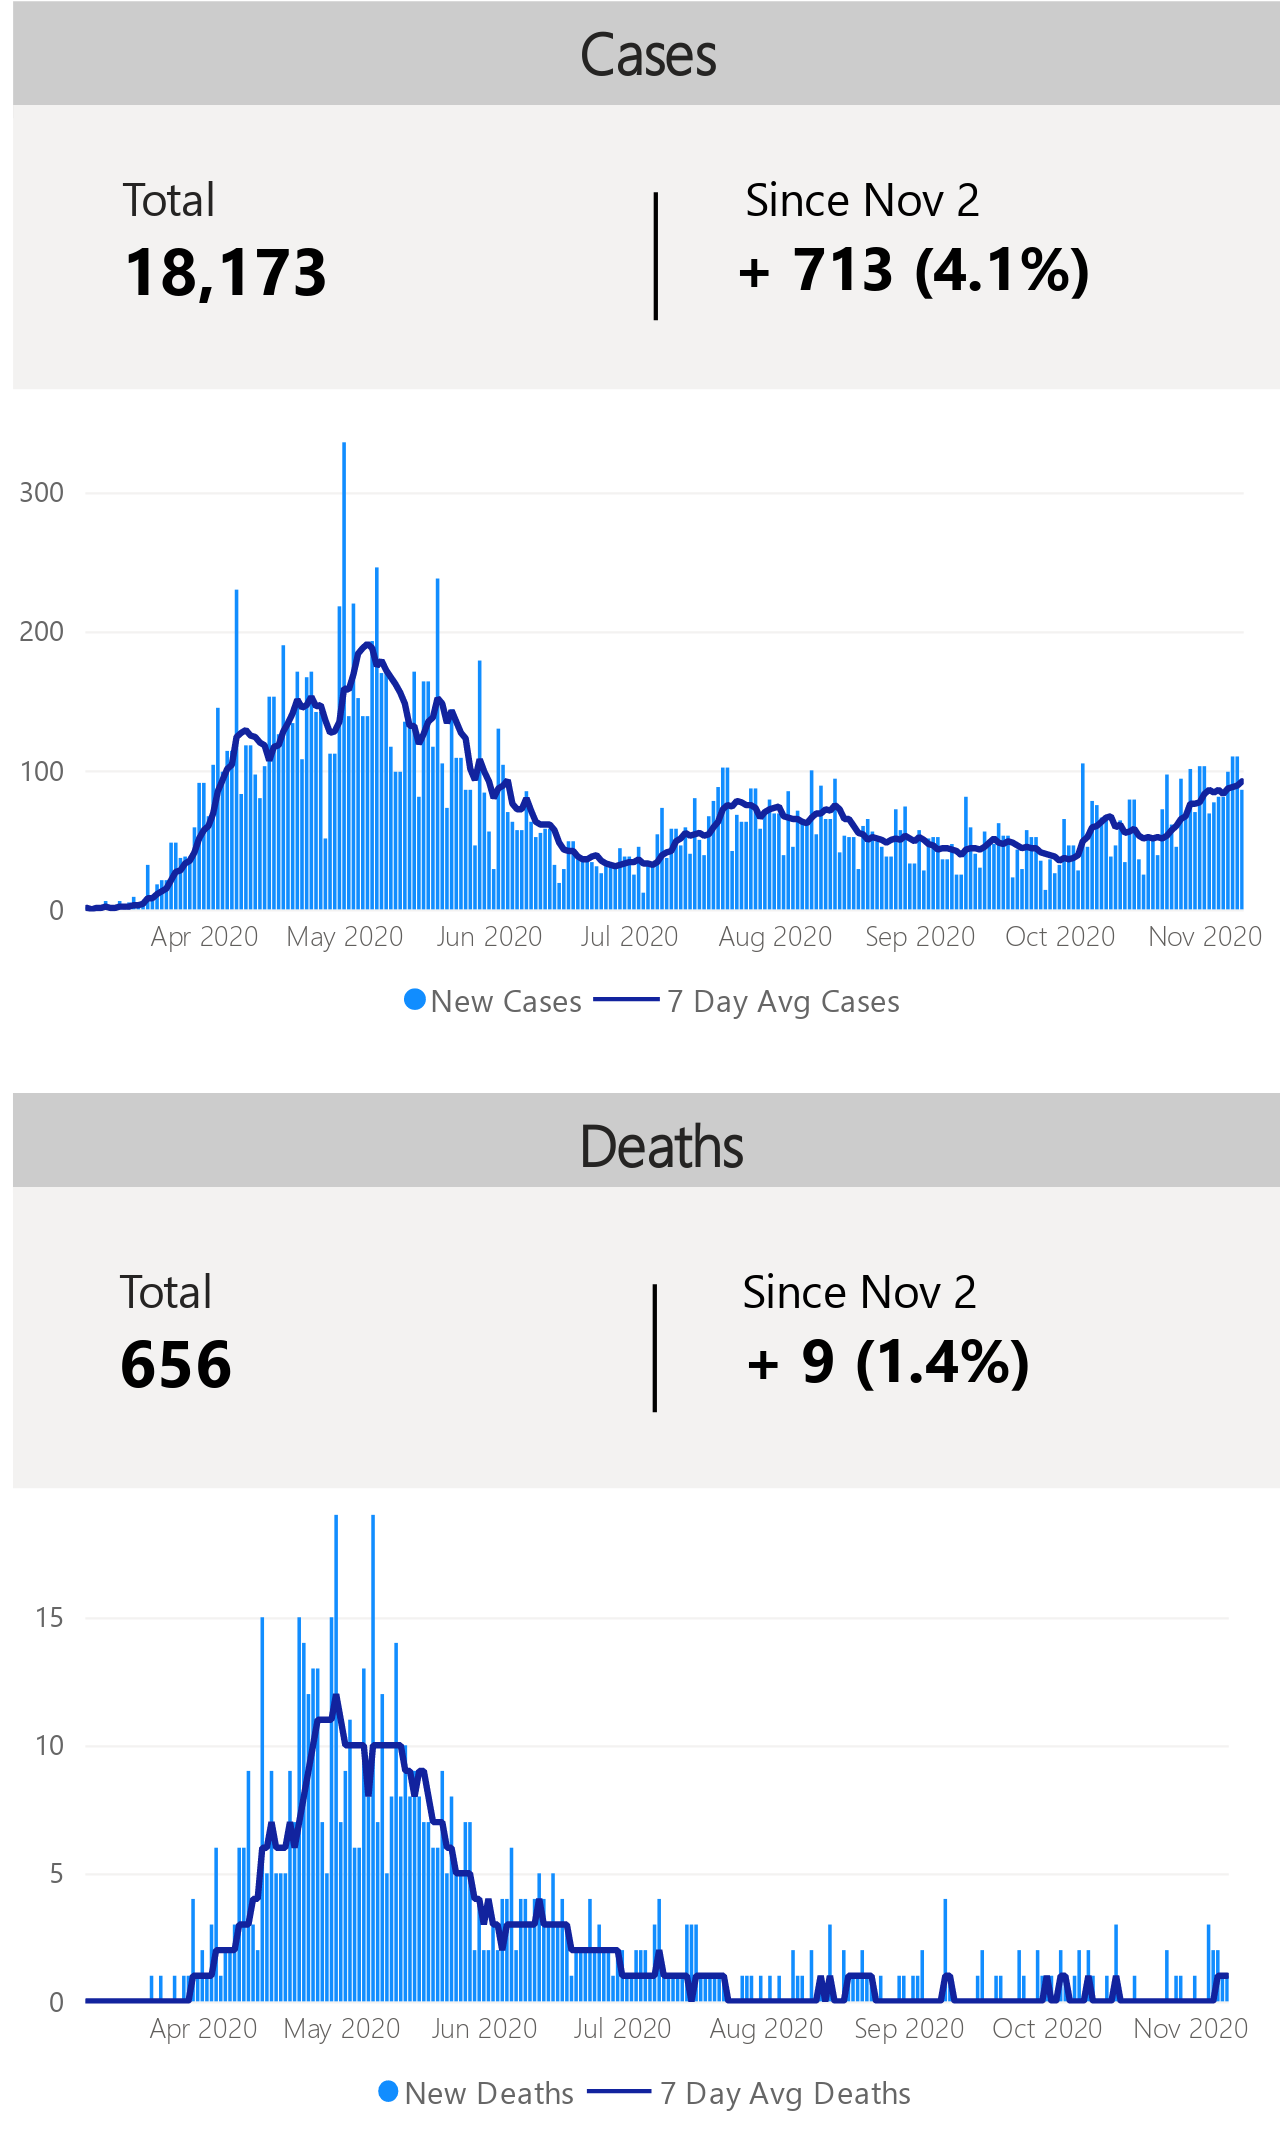 Cases
Total
Since Nov 2
18,173
+ 713 (4.1%)
300
200
100
0
Apr 2020 May 2020 Jun 2020 Jul 2020 Aug 2020 Sep 2020 Oct 2020 Nov 2020
New Cases 7 Day Avg Cases
Deaths
Total
Since Nov 2
656
+ 9 (1.4%)
15
10
5
0
Apr 2020 May 2020 Jun 2020 Jul 2020 Aug 2020 Sep 2020 Oct 2020 Nov 2020
New Deaths 7 Day Avg Deaths